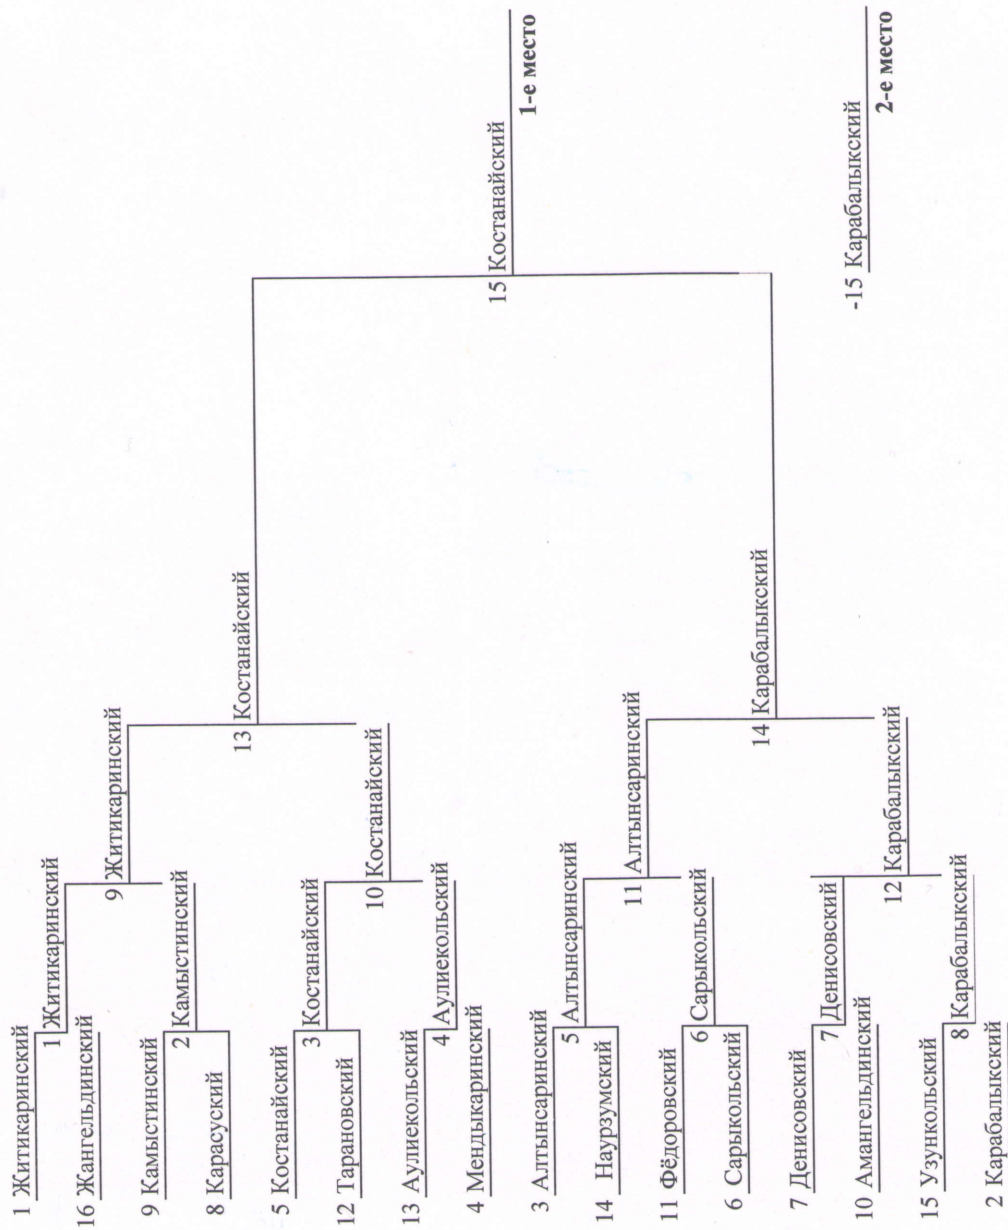 1 Житикаринский
1 Житикаринский
16 Жангельдинский
9 Житикаринский
9 Камыстинский
2 Камыстинский
8 Карасуский
13 Костанайский
5 Костанайский
3 Костанайский
12 Тарановский
10 Костанайский
13 Аулиекольский
4 Аулиекольский
4 Мендыкаринский
15 Костанайский
1-е место
3 Алтынсаринский
5 Алтынсаринский
14 Наурзумский
11 Алтынсаринский
11 Фёдоровский
6 Сарыкольский
6 Сарыкольский
14 Карабалыкский
7 Денисовский
7 Денисовский
10 Амангельдинский
-15 Карабалыкский
2-е место
12 Карабалыкский
15 Узункольский
8 Карабалыкский
2 Карабалыкский